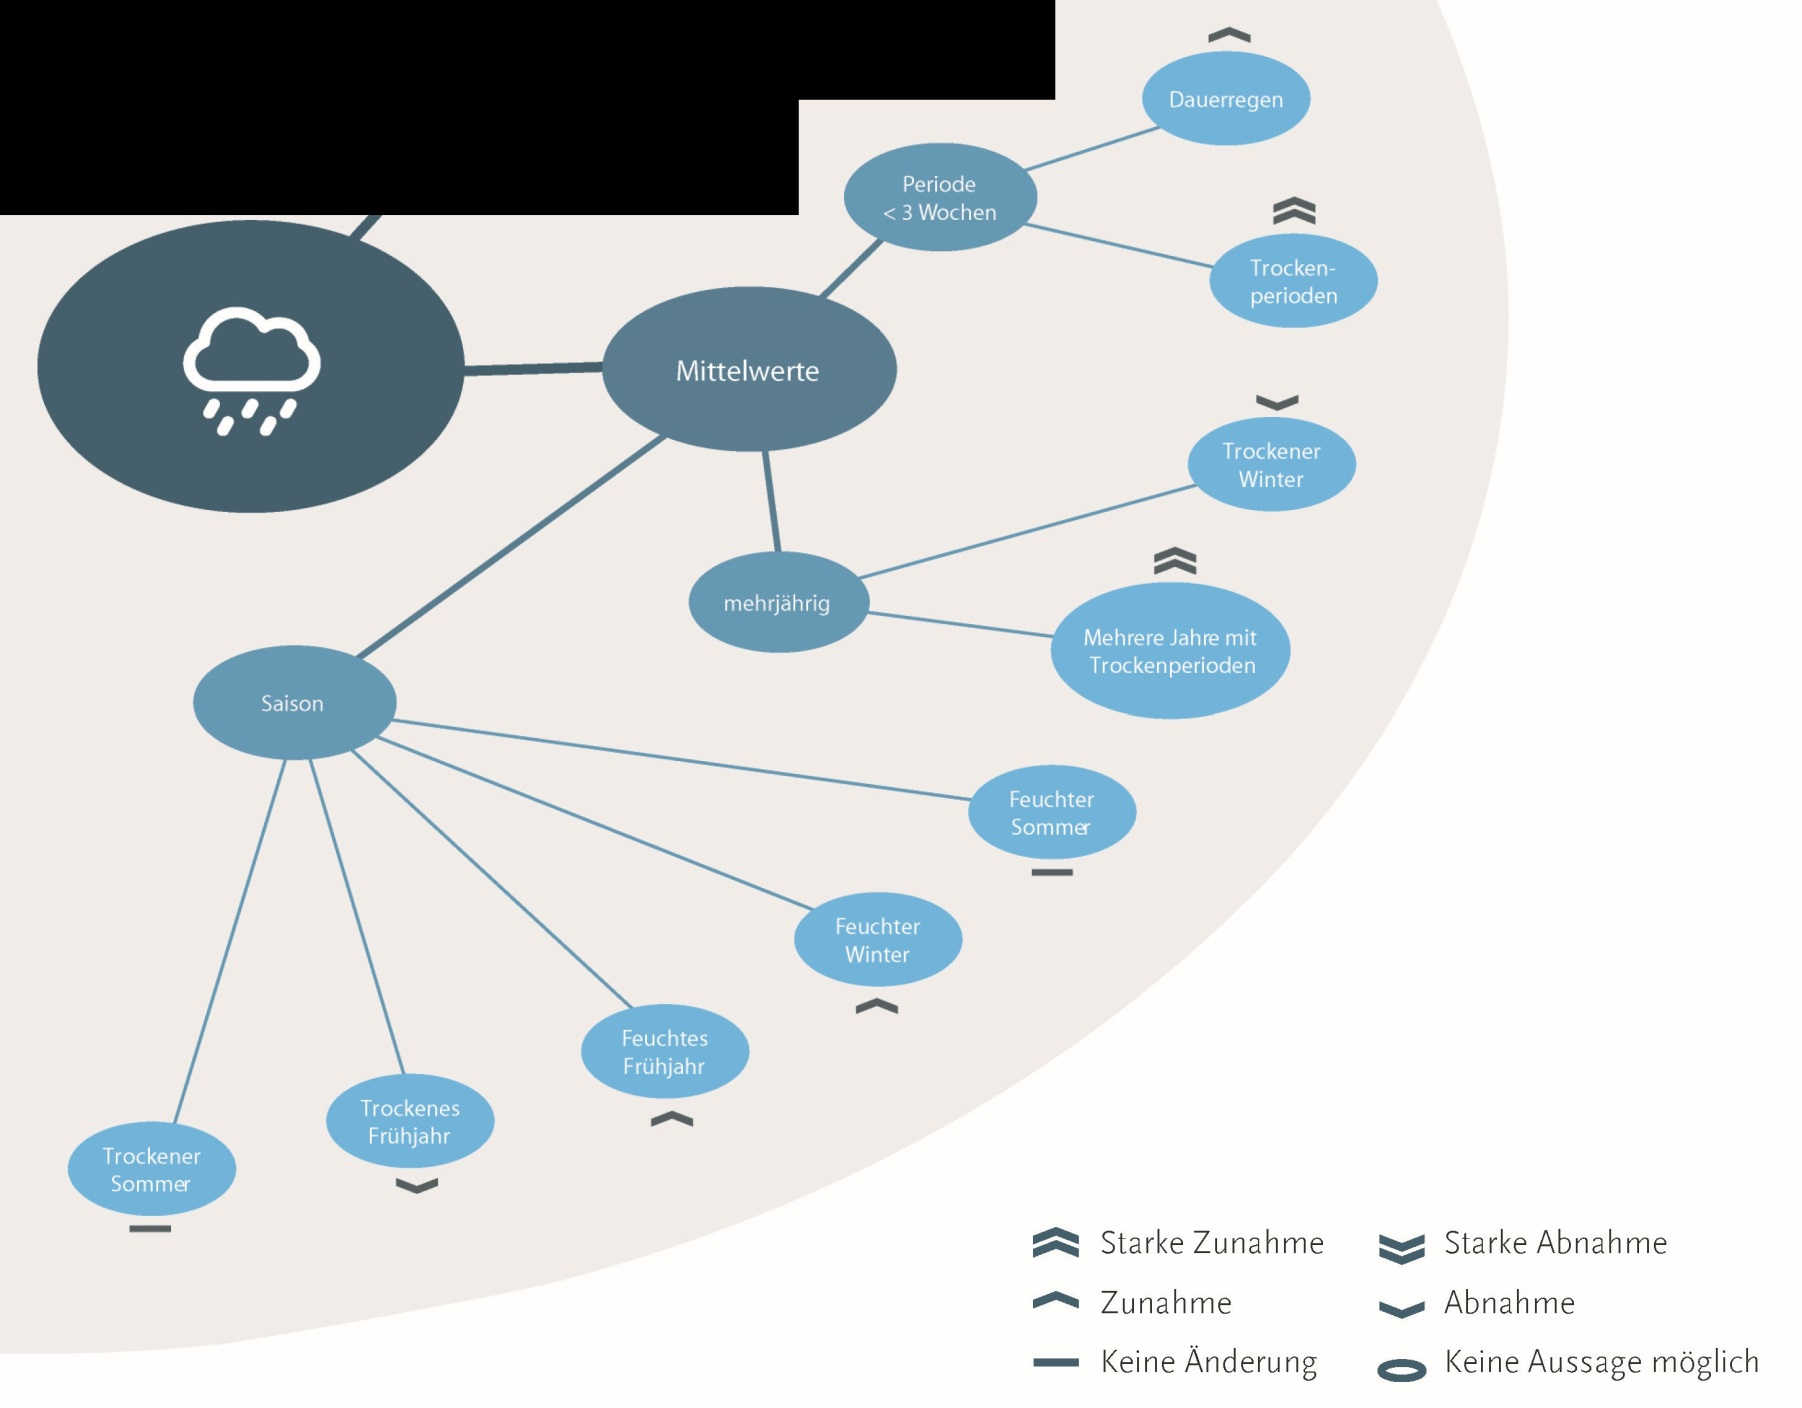 Dauerregen
Periode
< 3 Wochen
Trocken-
perioden
Mittelwerte
Trockener
Winter
mehrjährig
Mehrere Jahre mit
Trockenperioden
Saison
Feuchter
Sommer
Feuchter
Winter
Feuchtes
Frühjahr
Trockenes
Frühjahr
Trockener
Sommer
Starke Zunahme
Starke Abnahme
Zunahme
Abnahme
Keine Änderung
Keine Aussage möglich